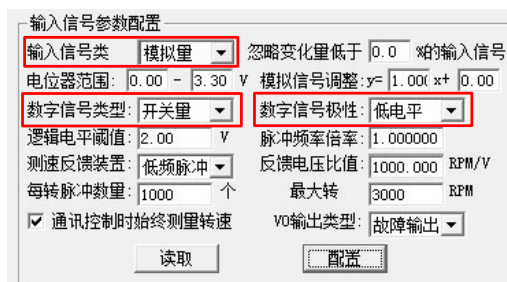 输入信号参数配置
输入信号类 模拟量 忽略变化量低于 0.0 %的输入信号
电位器范围: 0.00 - 3.30 V 模拟信号调整:y= 1.00( x+ 0.00
数字信号类型: 开关量 数字信号极性: 低电平
逻辑电平阈值: 2.00 V 脉冲频率倍率: 1.000000
测速反馈装置: 低频脉冲 反馈电压比值: 1000.000 RPM/V
每转脉冲数量: 1000 个 最大转 3000 RPM
通讯控制时始终测量转速 VO输出类型: 故障输出
读取 配置